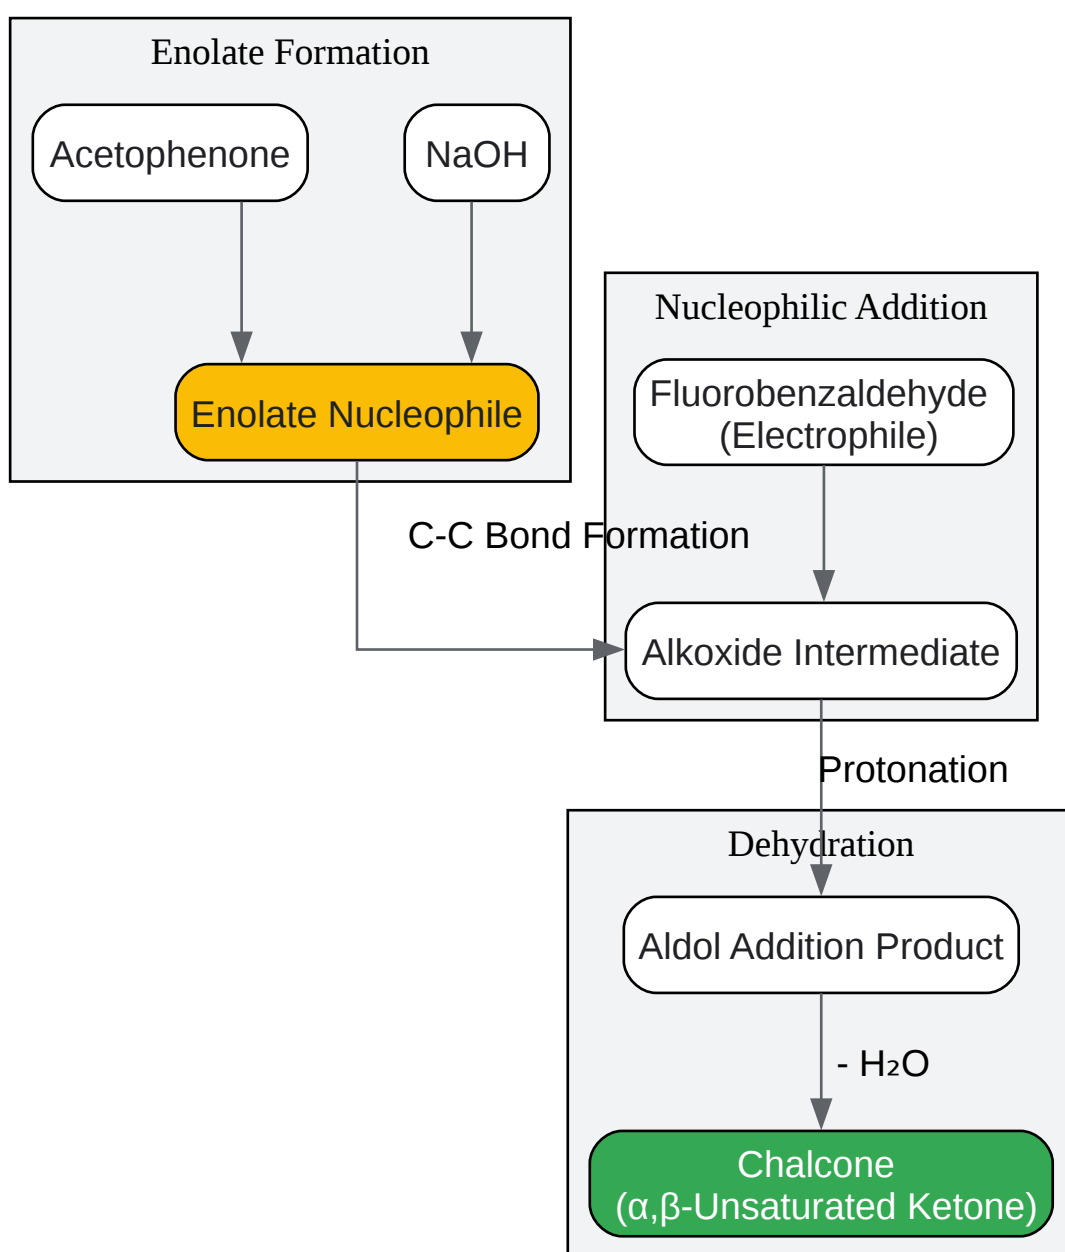 Enolate Formation
Acetophenone
NaOH
Enolate Nucleophile
C-C Bond Formation
Nucleophilic Addition
Fluorobenzaldehyde
(Electrophile)
Alkoxide Intermediate
Protonation
Dehydration
Aldol Addition Product
- H₂O
Chalcone
(α,β-Unsaturated Ketone)